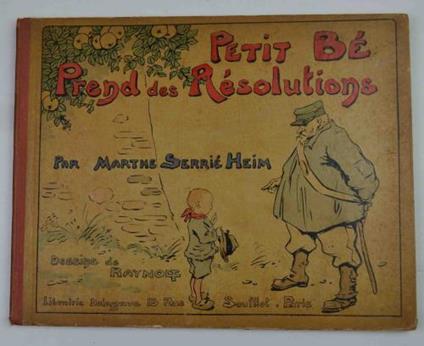 PETIT BÉ
Prend des Résolutions
PAR MARTHE SERRIÉ HEIM
Dessins de
RAYNOLT
Librairie Delagrave 15 Rue Soufflot. Paris